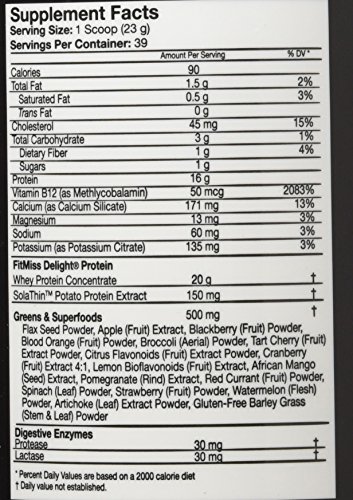 Supplement Facts
Serving Size: 1 Scoop (23 g)
Servings Per Container: 39
Amount Per Serving % DV*
Calories 90
Total Fat 1.5 g 2%
Saturated Fat 0.5 g 3%
Trans Fat 0 g
Cholesterol 45 mg 15%
Total Carbohydrate 3 g 1%
Dietary Fiber 1 g 4%
Sugars 1 g
Protein 16 g
Vitamin B12 (as Methlycobalamin) 50 mcg 2083%
Calcium (as Calcium Silicate) 171 mg 13%
Magnesium 13 mg 3%
Sodium 60 mg 3%
Potassium (as Potassium Citrate) 135 mg 3%
FitMiss Delight® Protein
Whey Protein Concentrate 20 g †
SolaThin™ Potato Protein Extract 150 mg †
Greens & Superfoods 500 mg †
Flax Seed Powder, Apple (Fruit) Extract, Blackberry (Fruit) Powder,
Blood Orange (Fruit) Powder, Broccoli (Aerial) Powder, Tart Cherry (Fruit)
Extract Powder, Citrus Flavonoids (Fruit) Extract, Cranberry
(Fruit) Extract 4:1, Lemon Bioflavonoids (Fruit) Extract, African Mango
(Seed) Extract, Pomegranate (Rind) Extract, Red Currant (Fruit) Powder,
Spinach (Leaf) Powder, Strawberry (Fruit) Powder, Watermelon (Flesh)
Powder, Artichoke (Leaf) Extract Powder, Gluten-Free Barley Grass
(Stem & Leaf) Powder
Digestive Enzymes
Protease 30 mg †
Lactase 30 mg †
* Percent Daily Values are based on a 2000 calorie diet
† Daily value not established.